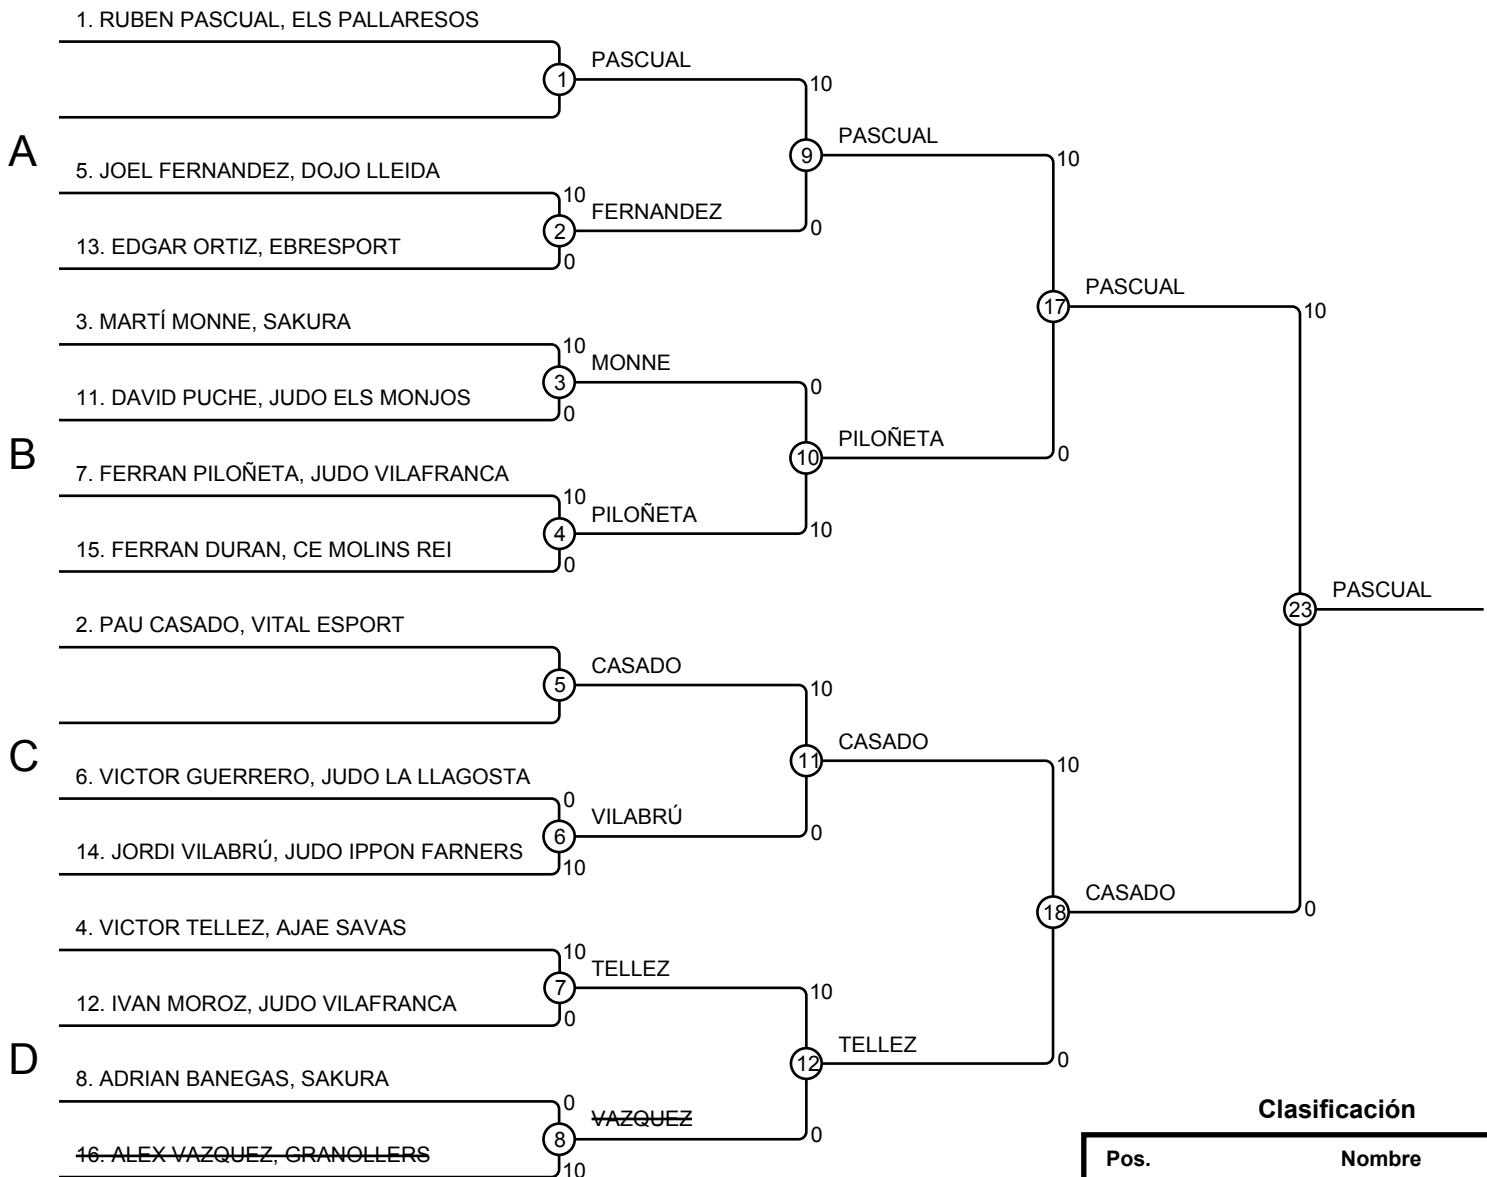 1. RUBEN PASCUAL, ELS PALLARESOS
1
PASCUAL
10
A
9
PASCUAL
10
5. JOEL FERNANDEZ, DOJO LLEIDA
10
2
FERNANDEZ
0
13. EDGAR ORTIZ, EBRESPORT
0
17
PASCUAL
10
3. MARTÍ MONNE, SAKURA
10
3
MONNE
0
11. DAVID PUCHE, JUDO ELS MONJOS
0
B
10
PILOÑETA
0
7. FERRAN PILOÑETA, JUDO VILAFRANCA
10
4
PILOÑETA
10
15. FERRAN DURAN, CE MOLINS REI
0
23
PASCUAL
2. PAU CASADO, VITAL ESPORT
5
CASADO
10
C
11
CASADO
10
6. VICTOR GUERRERO, JUDO LA LLAGOSTA
0
6
VILABRÚ
0
14. JORDI VILABRÚ, JUDO IPPON FARNERS
10
18
CASADO
0
4. VICTOR TELLEZ, AJAE SAVAS
10
7
TELLEZ
10
12. IVAN MOROZ, JUDO VILAFRANCA
0
D
12
TELLEZ
0
8. ADRIAN BANEGAS, SAKURA
0
8
VAZQUEZ
0
16. ALEX VAZQUEZ, GRANOLLERS
10
Clasificación
Pos. Nombre